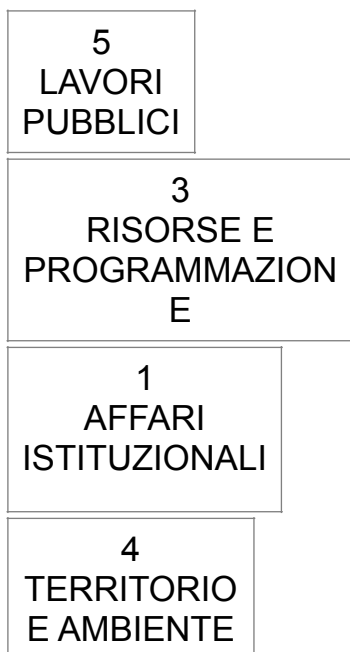 5
LAVORI
PUBBLICI
3
RISORSE E
PROGRAMMAZION
E
1
AFFARI
ISTITUZIONALI
4
TERRITORIO
E AMBIENTE